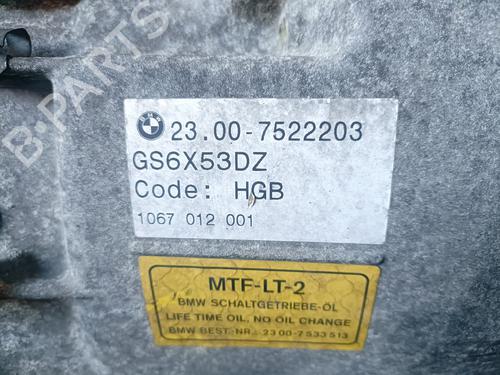 B-PARTS
23.00-7522203
GS6X53DZ
Code: HGB
1067 012 001
MTF-LT-2
BMW SCHALTGETRIEBE-ÖL
LIFE TIME OIL, NO OIL CHANGE
BMW BEST.-NR.: 23 00-7 533 513